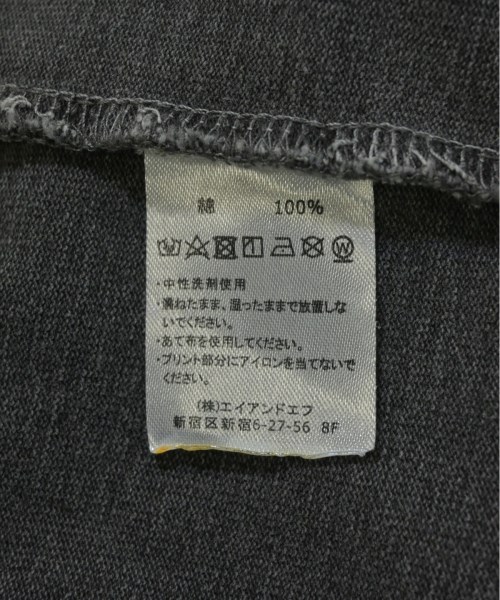 綿 100%
・中性洗剤使用
・濡ねたまま、湿ったままで放置しな
いでください。
・あて布を使用してください。
・プリント部分にアイロンを当てないで
ください。
(株)エイアンドエフ
新宿区新宿6-27-56 8F